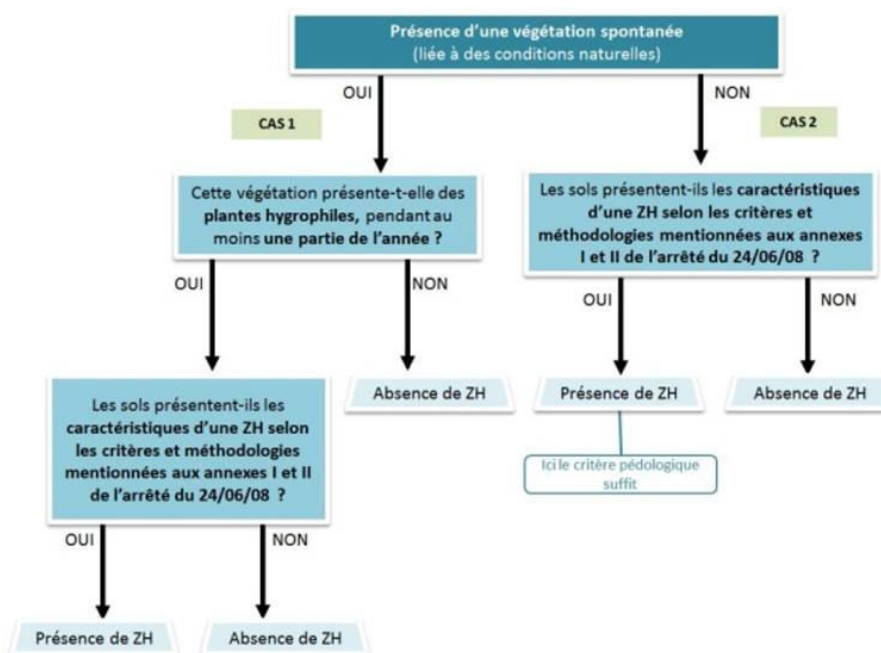 Présence d'une végétation spontanée
(liée à des conditions naturelles)
OUI
NON
CAS 1
CAS 2
Cette végétation présente-t-elle des
plantes hygrophiles, pendant au
moins une partie de l'année ?
Les sols présentent-ils les caractéristiques
d'une ZH selon les critères et
méthodologies mentionnées aux annexes
I et II de l'arrêté du 24/06/08 ?
OUI
NON
OUI
NON
Les sols présentent-ils les
caractéristiques d'une ZH selon
les critères et méthodologies
mentionnées aux annexes I et II
de l'arrêté du 24/06/08 ?
Absence de ZH
Présence de ZH
Absence de ZH
Ici le critère pédologique
suffit
OUI
NON
Présence de ZH
Absence de ZH